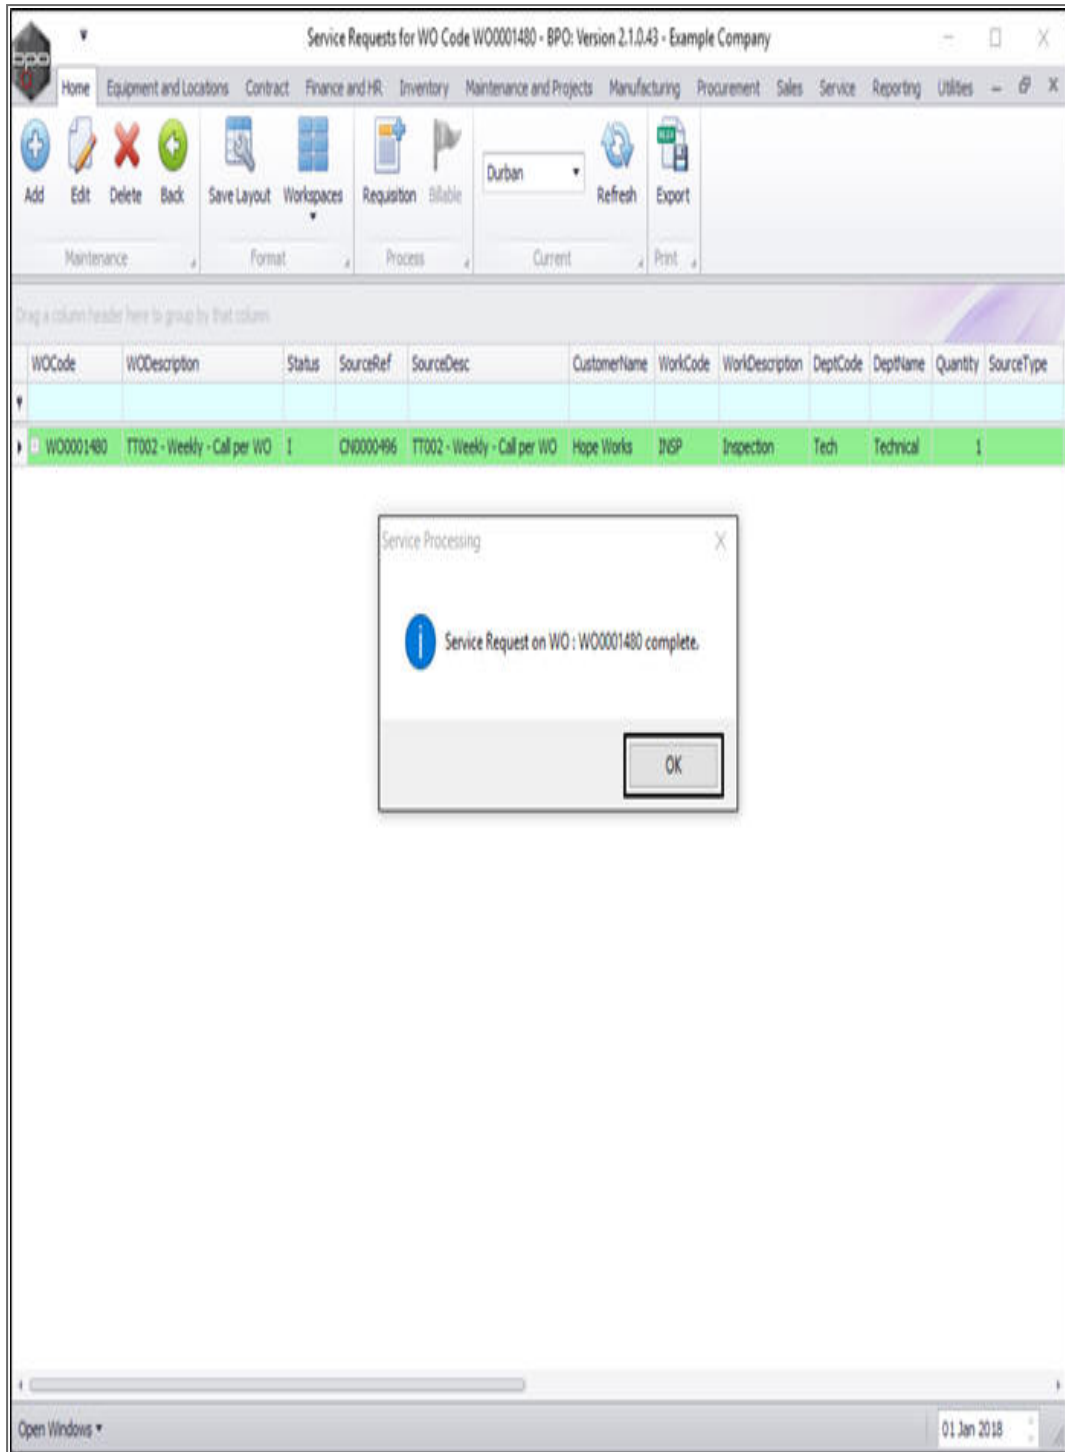 Service Requests for WO Code WO0001480 - BPO: Version 2.1.0.43 - Example Company
bpo
Home Equipment and Locations Contract Finance and HR Inventory Maintenance and Projects Manufacturing Procurement Sales Service Reporting Utilities
Add Edit Delete Back Save Layout Workspaces Requisition Billable Durban Refresh Export
Maintenance Format Process Current Print
Drag a column header here to group by that column
WOCode WODescription Status SourceRef SourceDesc CustomerName WorkCode WorkDescription DeptCode DeptName Quantity SourceType
WO0001480 TT002 - Weekly - Call per WO I CN0000496 TT002 - Weekly - Call per WO Hope Works INSP Inspection Tech Technical 1
Service Processing
Service Request on WO : WO0001480 complete.
OK
Open Windows 01 Jan 2018